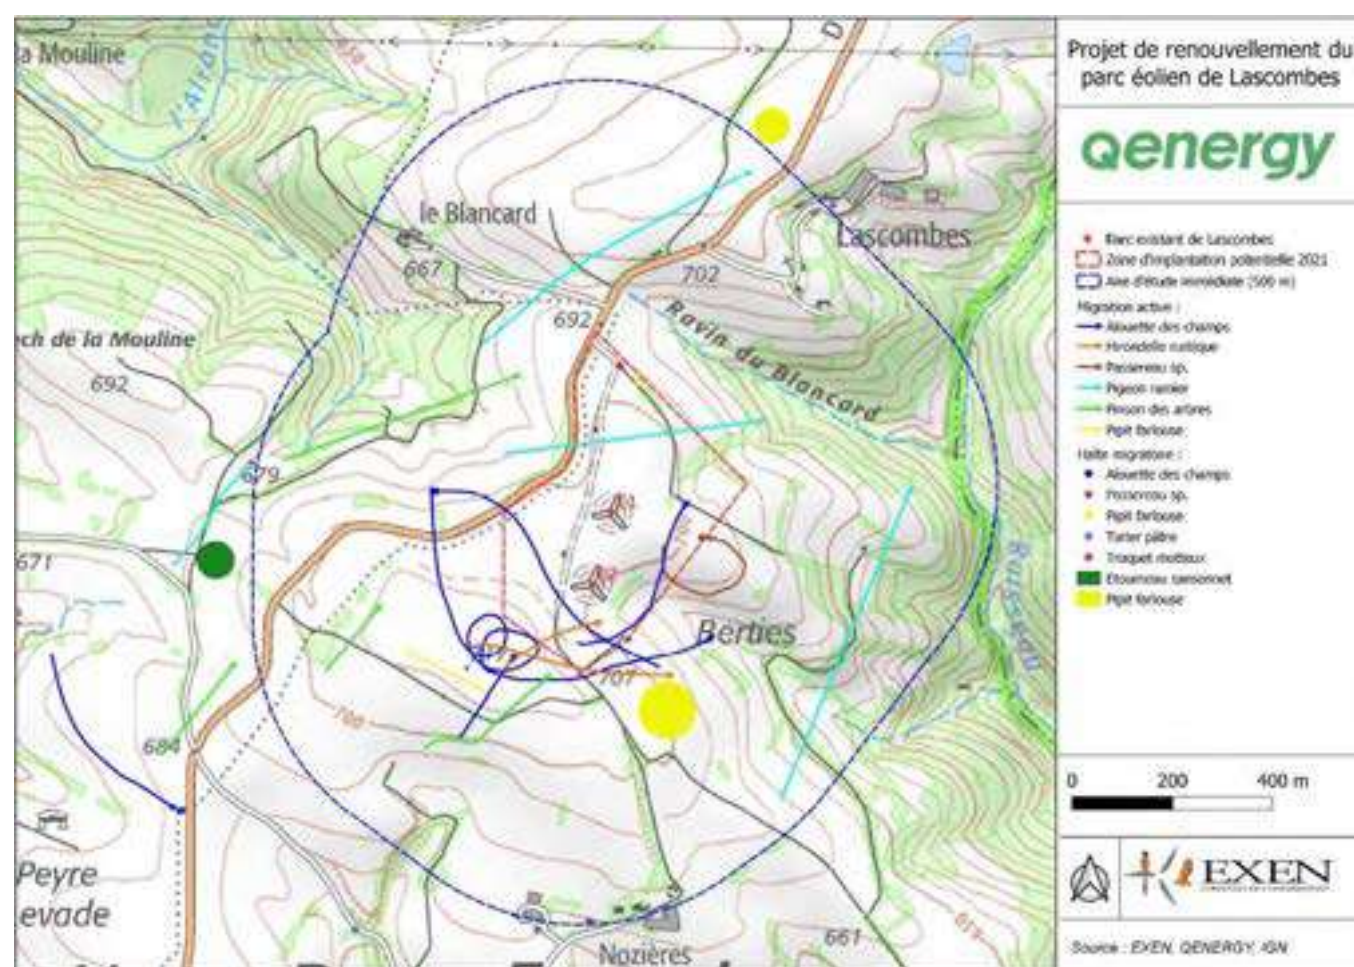 a Mouline
l'Alrance
D
le Blancard
667
Lascombes
702
692
Ravin du Blancard
ech de la Mouline
692
679
671
Berties
Ruisseau
707
700
684
Peyre
evade
Nozières
661
610
Projet de renouvellement du
parc éolien de Lascombes
Qenergy
Parc existant de Lascombes
Zone d'implantation potentielle 2021
Aire d'étude immédiate (500 m)
Migration active :
Alouette des champs
Hirondelle rustique
Passereau sp.
Pigeon ramier
Pinson des arbres
Pipit farlouse
Halte migratoire :
Alouette des champs
Passereau sp.
Pipit farlouse
Tarier pâtre
Traquet motteux
Etourneau sansonnet
Pipit farlouse
0 200 400 m
EXEN
Source : EXEN, QENERGY, IGN